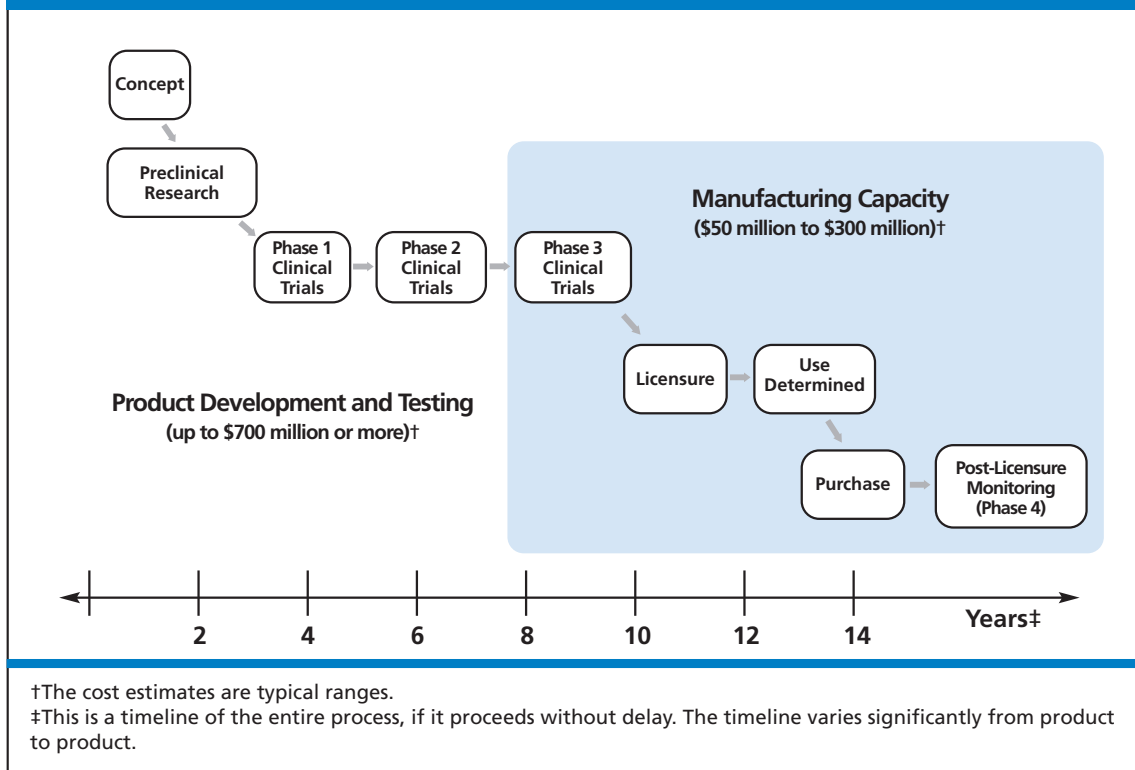 Concept
Preclinical
Research
Manufacturing Capacity
($50 million to $300 million)†
Phase 1
Clinical
Trials
Phase 2
Clinical
Trials
Phase 3
Clinical
Trials
Licensure
Use
Determined
Product Development and Testing
(up to $700 million or more)†
Purchase
Post-Licensure
Monitoring
(Phase 4)
2
4
6
8
10
12
14
Years‡
†The cost estimates are typical ranges.
‡This is a timeline of the entire process, if it proceeds without delay. The timeline varies significantly from product
to product.